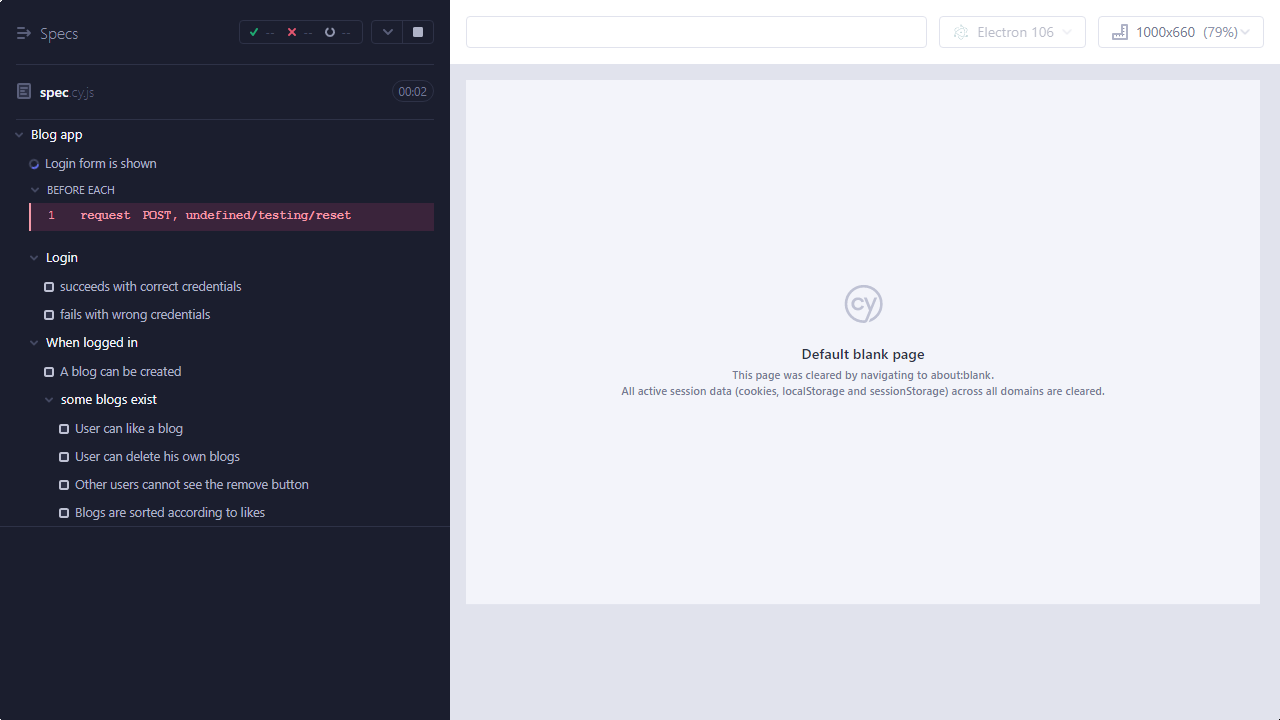 Specs
-- -- --
spec.cy.js
00:02
Blog app
Login form is shown
BEFORE EACH
1 request POST, undefined/testing/reset
Login
succeeds with correct credentials
fails with wrong credentials
When logged in
A blog can be created
some blogs exist
User can like a blog
User can delete his own blogs
Other users cannot see the remove button
Blogs are sorted according to likes
Electron 106
1000x660 (79%)
cy
Default blank page
This page was cleared by navigating to about:blank.
All active session data (cookies, localStorage and sessionStorage) across all domains are cleared.